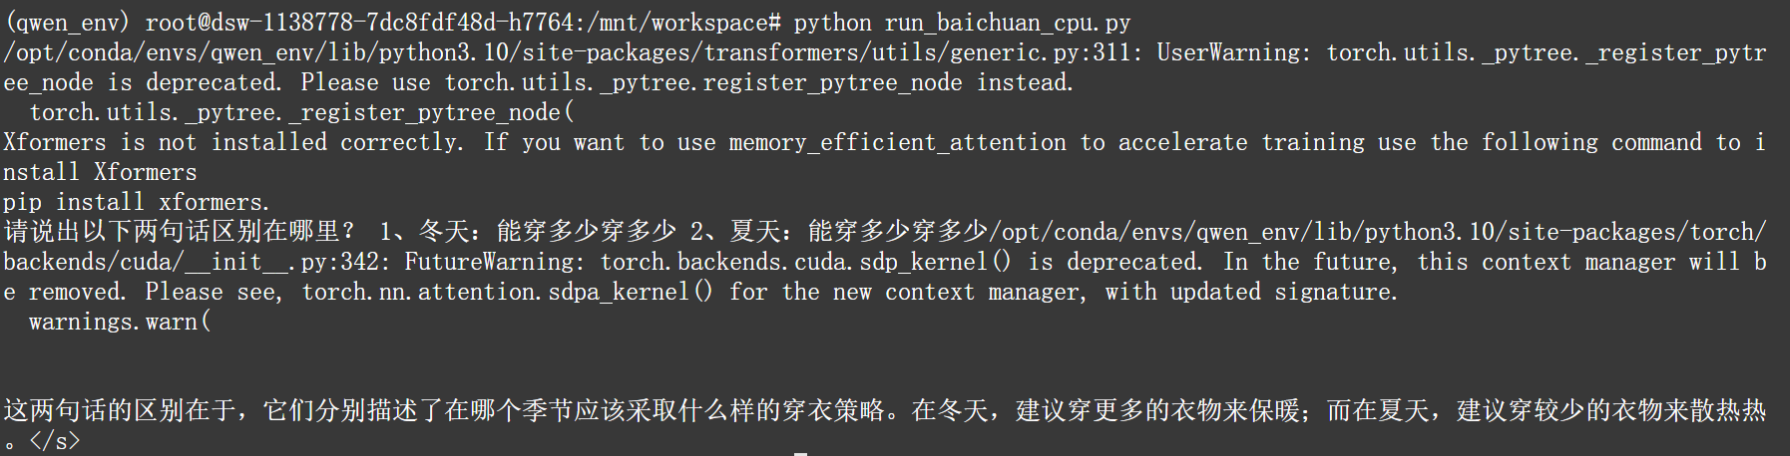 (qwen_env) root@dsw-1138778-7dc8fdf48d-h7764:/mnt/workspace# python run_baichuan_cpu.py
/opt/conda/envs/qwen_env/lib/python3.10/site-packages/transformers/utils/generic.py:311: UserWarning: torch.utils._pytree._register_pytr
ee_node is deprecated. Please use torch.utils._pytree.register_pytree_node instead.
  torch.utils._pytree._register_pytree_node(
Xformers is not installed correctly. If you want to use memory_efficient_attention to accelerate training use the following command to i
nstall Xformers
pip install xformers.
请说出以下两句话区别在哪里？ 1、冬天：能穿多少穿多少 2、夏天：能穿多少穿多少/opt/conda/envs/qwen_env/lib/python3.10/site-packages/torch/
backends/cuda/__init__.py:342: FutureWarning: torch.backends.cuda.sdp_kernel() is deprecated. In the future, this context manager will b
e removed. Please see, torch.nn.attention.sdpa_kernel() for the new context manager, with updated signature.
  warnings.warn(
这两句话的区别在于，它们分别描述了在哪个季节应该采取什么样的穿衣策略。在冬天，建议穿更多的衣物来保暖；而在夏天，建议穿较少的衣物来散热热
。</s>